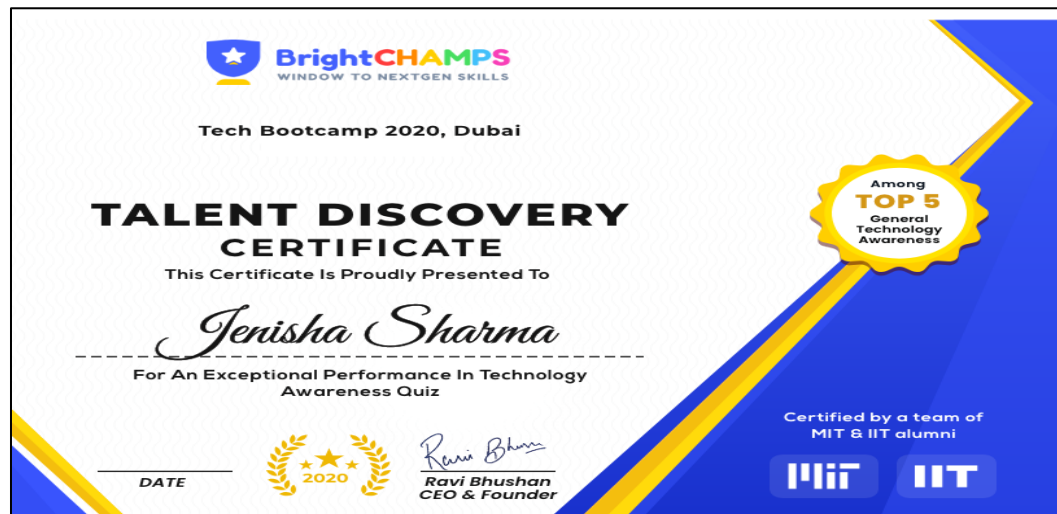 BrightCHAMPS
WINDOW TO NEXTGEN SKILLS
Tech Bootcamp 2020, Dubai
TALENT DISCOVERY
CERTIFICATE
This Certificate Is Proudly Presented To
Jenisha Sharma
For An Exceptional Performance In Technology
Awareness Quiz
Among
TOP 5
General
Technology
Awareness
DATE
2020
Ravi Bhushan
Ravi Bhushan
CEO & Founder
Certified by a team of
MIT & IIT alumni
MIT
IIT